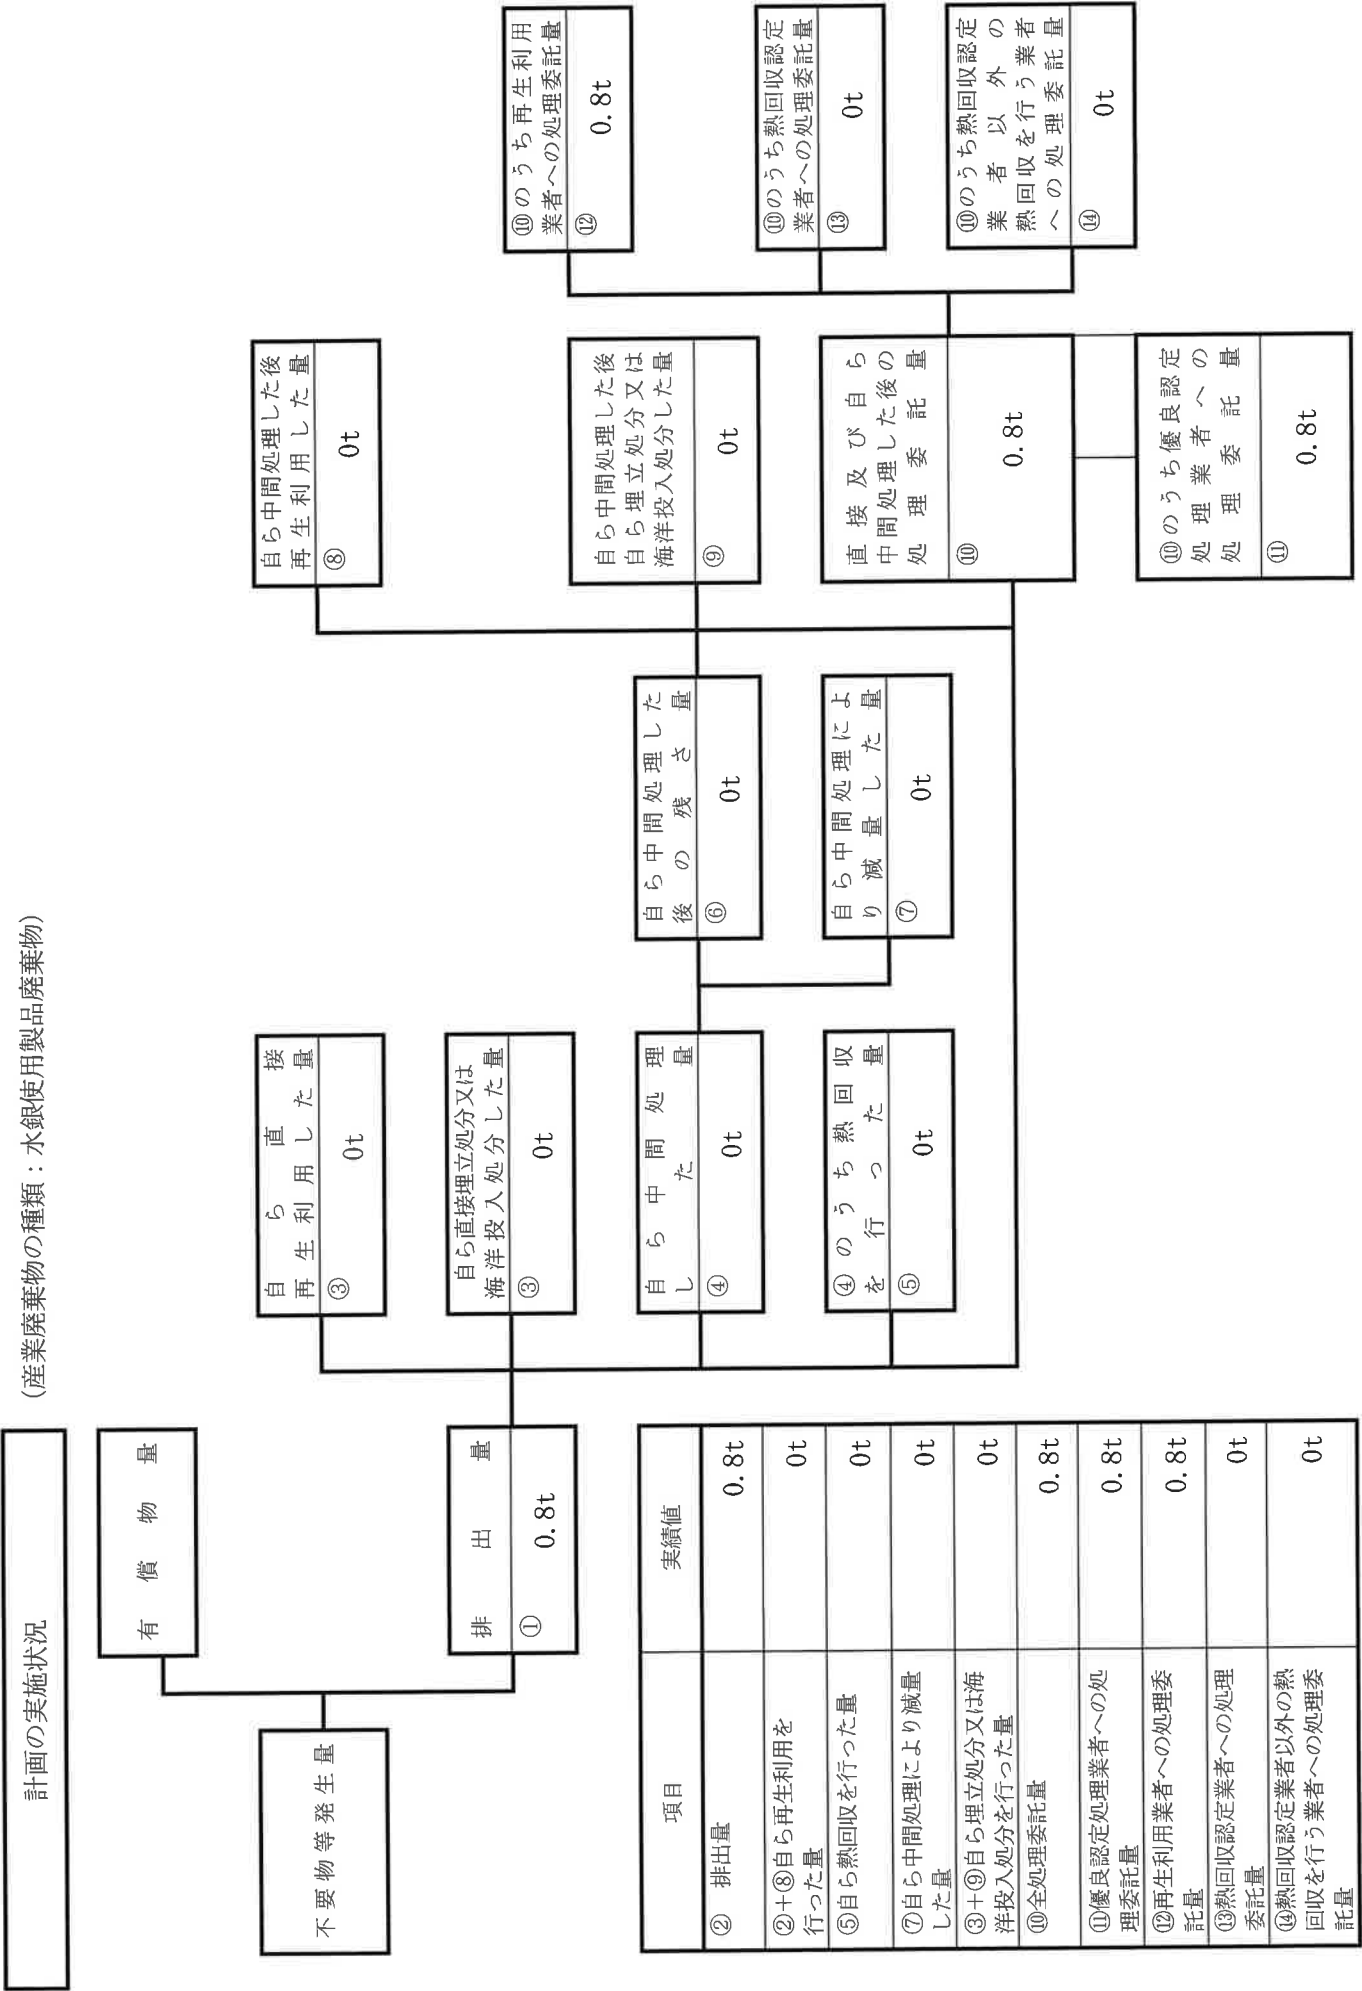 計画の実施状況
（産業廃棄物の種類：水銀使用製品廃棄物）
不要物等発生量
有償物量
排出量
① 0.8t
自ら直接
再生利用した量
③ 0t
自ら直接埋立処分又は
海洋投入処分した量
③ 0t
自ら中間処理
した量
④ 0t
④のうち熱回収
を行った量
⑤ 0t
自ら中間処理した
後の残さ量
⑥ 0t
自ら中間処理によ
り減量した量
⑦ 0t
自ら中間処理した後
再生利用した量
⑧ 0t
自ら中間処理した後
自ら埋立処分又は
海洋投入処分した量
⑨ 0t
直接及び自ら
中間処理した後の
処理委託量
⑩ 0.8t
⑩のうち優良認定
処理業者への
処理委託量
⑪ 0.8t
⑩のうち再生利用
業者への処理委託量
⑫ 0.8t
⑩のうち熱回収認定
業者への処理委託量
⑬ 0t
⑩のうち熱回収認定
業者以外の
熱回収を行う業者
への処理委託量
⑭ 0t
項目 実績値
② 排出量 0.8t
②+⑧自ら再生利用を
行った量 0t
⑤自ら熱回収を行った量 0t
⑦自ら中間処理により減量
した量 0t
③+⑨自ら埋立処分又は海
洋投入処分を行った量 0t
⑩全処理委託量 0.8t
⑪優良認定処理業者への処
理委託量 0.8t
⑫再生利用業者への処理委
託量 0.8t
⑬熱回収認定業者への処理
委託量 0t
⑭熱回収認定業者以外の熱
回収を行う業者への処理委
託量 0t